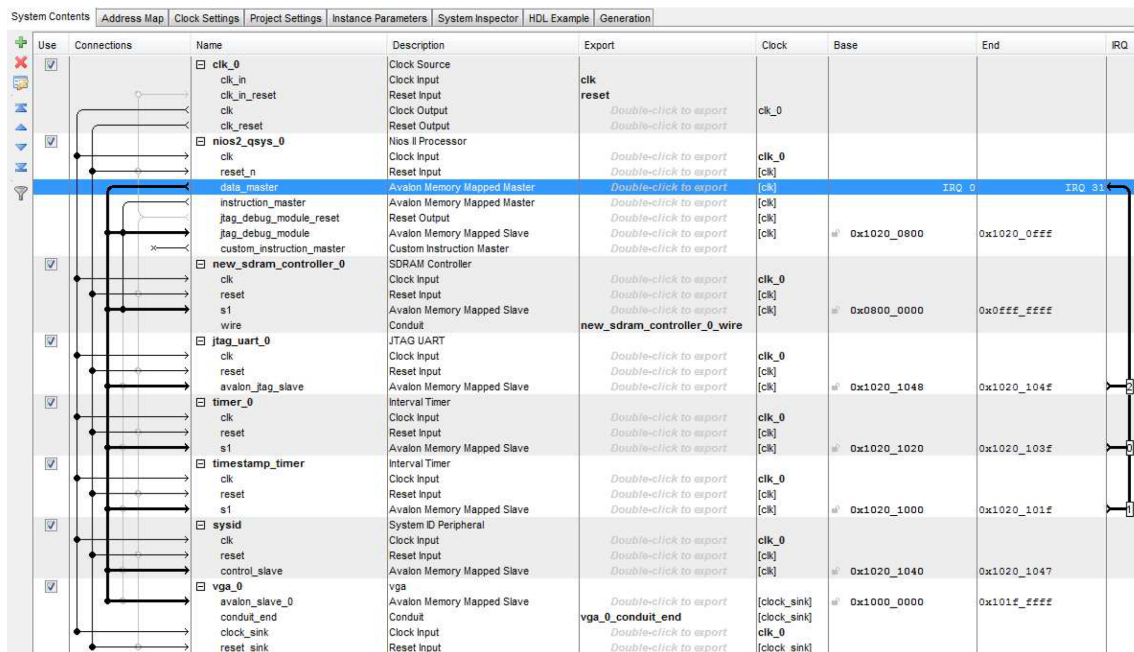 System Contents Address Map Clock Settings Project Settings Instance Parameters System Inspector HDL Example Generation
Use Connections Name Description Export Clock Base End IRQ
clk_0 Clock Source
clk_in Clock Input clk
clk_in_reset Reset Input reset
clk Clock Output Double-click to export clk_0
clk_reset Reset Output Double-click to export
nios2_qsys_0 Nios II Processor
clk Clock Input Double-click to export clk_0
reset_n Reset Input Double-click to export [clk]
data_master Avalon Memory Mapped Master Double-click to export [clk] IRQ 0 IRQ 31
instruction_master Avalon Memory Mapped Master Double-click to export [clk]
jtag_debug_module_reset Reset Output Double-click to export [clk]
jtag_debug_module Avalon Memory Mapped Slave Double-click to export [clk] 0x1020_0800 0x1020_0fff
custom_instruction_master Custom Instruction Master Double-click to export
new_sdram_controller_0 SDRAM Controller
clk Clock Input Double-click to export clk_0
reset Reset Input Double-click to export [clk]
s1 Avalon Memory Mapped Slave Double-click to export [clk] 0x0800_0000 0x0fff_ffff
wire Conduit new_sdram_controller_0_wire
jtag_uart_0 JTAG UART
clk Clock Input Double-click to export clk_0
reset Reset Input Double-click to export [clk]
avalon_jtag_slave Avalon Memory Mapped Slave Double-click to export [clk] 0x1020_1048 0x1020_104f 2
timer_0 Interval Timer
clk Clock Input Double-click to export clk_0
reset Reset Input Double-click to export [clk]
s1 Avalon Memory Mapped Slave Double-click to export [clk] 0x1020_1020 0x1020_103f 0
timestamp_timer Interval Timer
clk Clock Input Double-click to export clk_0
reset Reset Input Double-click to export [clk]
s1 Avalon Memory Mapped Slave Double-click to export [clk] 0x1020_1000 0x1020_101f 1
sysid System ID Peripheral
clk Clock Input Double-click to export clk_0
reset Reset Input Double-click to export [clk]
control_slave Avalon Memory Mapped Slave Double-click to export [clk] 0x1020_1040 0x1020_1047
vga_0 vga
avalon_slave_0 Avalon Memory Mapped Slave Double-click to export [clock_sink] 0x1000_0000 0x101f_ffff
conduit_end Conduit vga_0_conduit_end [clock_sink]
clock_sink Clock Input Double-click to export clk_0
reset_sink Reset Input Double-click to export [clock_sink]